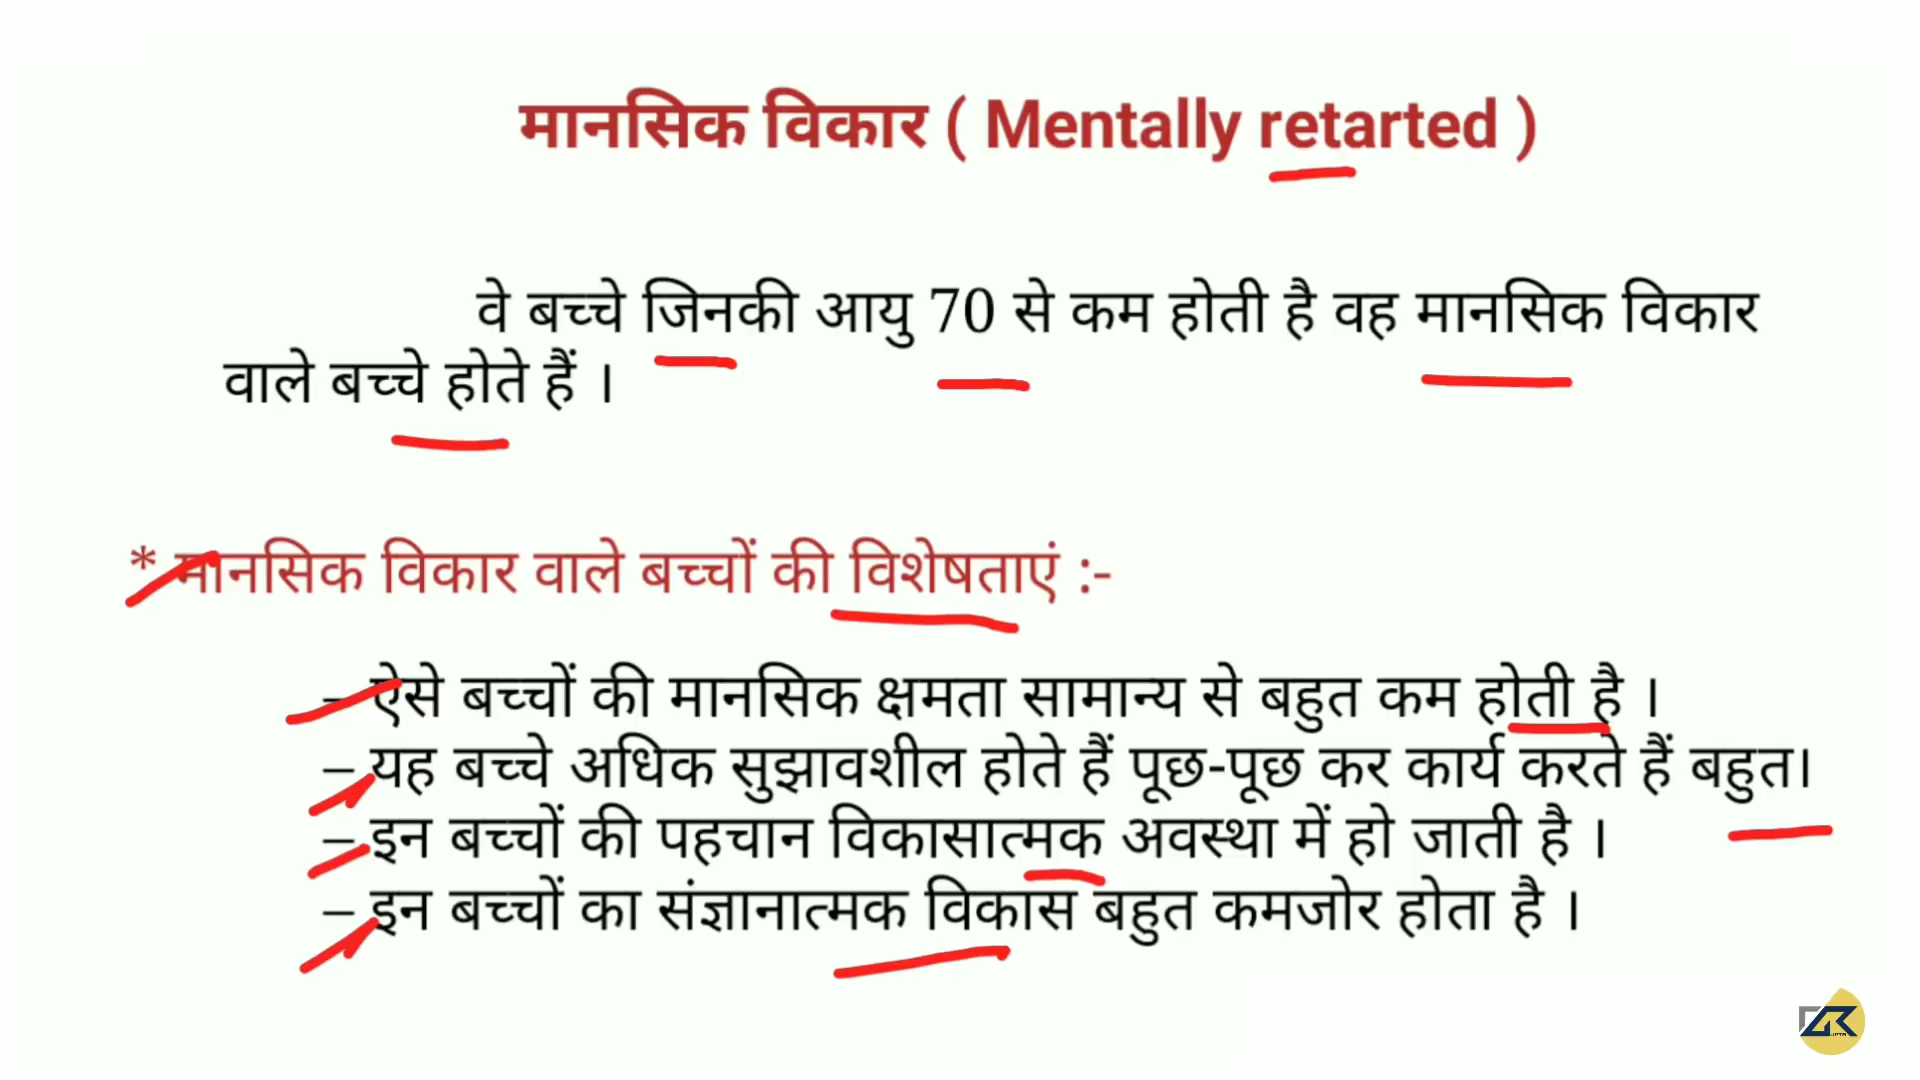 मानसिक विकार ( Mentally retarted )
वे बच्चे जिनकी आयु 70 से कम होती है वह मानसिक विकार
वाले बच्चे होते हैं ।
* मानसिक विकार वाले बच्चों की विशेषताएं :-
– ऐसे बच्चों की मानसिक क्षमता सामान्य से बहुत कम होती है ।
– यह बच्चे अधिक सुझावशील होते हैं पूछ-पूछ कर कार्य करते हैं बहुत।
– इन बच्चों की पहचान विकासात्मक अवस्था में हो जाती है ।
– इन बच्चों का संज्ञानात्मक विकास बहुत कमजोर होता है ।